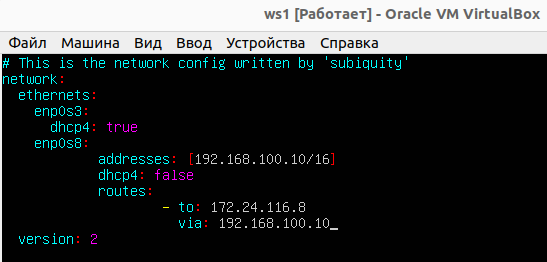 ws1 [Работает] - Oracle VM VirtualBox
Файл Машина Вид Ввод Устройства Справка
# This is the network config written by 'subiquity'
network:
  ethernets:
    enp0s3:
      dhcp4: true
    enp0s8:
            addresses: [192.168.100.10/16]
            dhcp4: false
            routes:
                    - to: 172.24.116.8
                      via: 192.168.100.10_
  version: 2